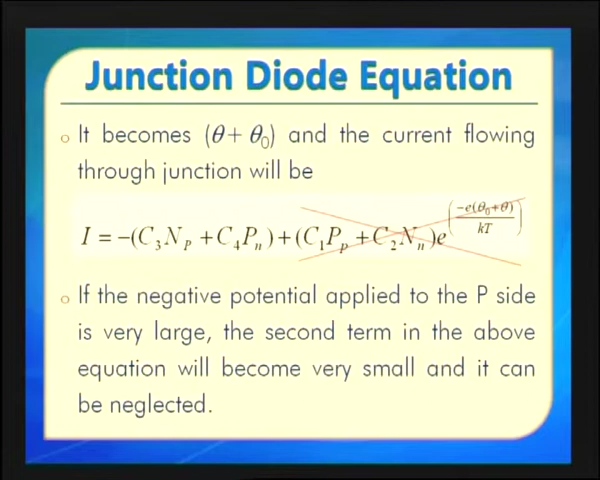 Junction Diode Equation
o It becomes (θ+ θ₀) and the current flowing
through junction will be
I = −(C₃N_P + C₄P_n) + (C₁P_p + C₂N_n)e^(−e(θ₀+θ)/kT)
o If the negative potential applied to the P side
is very large, the second term in the above
equation will become very small and it can
be neglected.